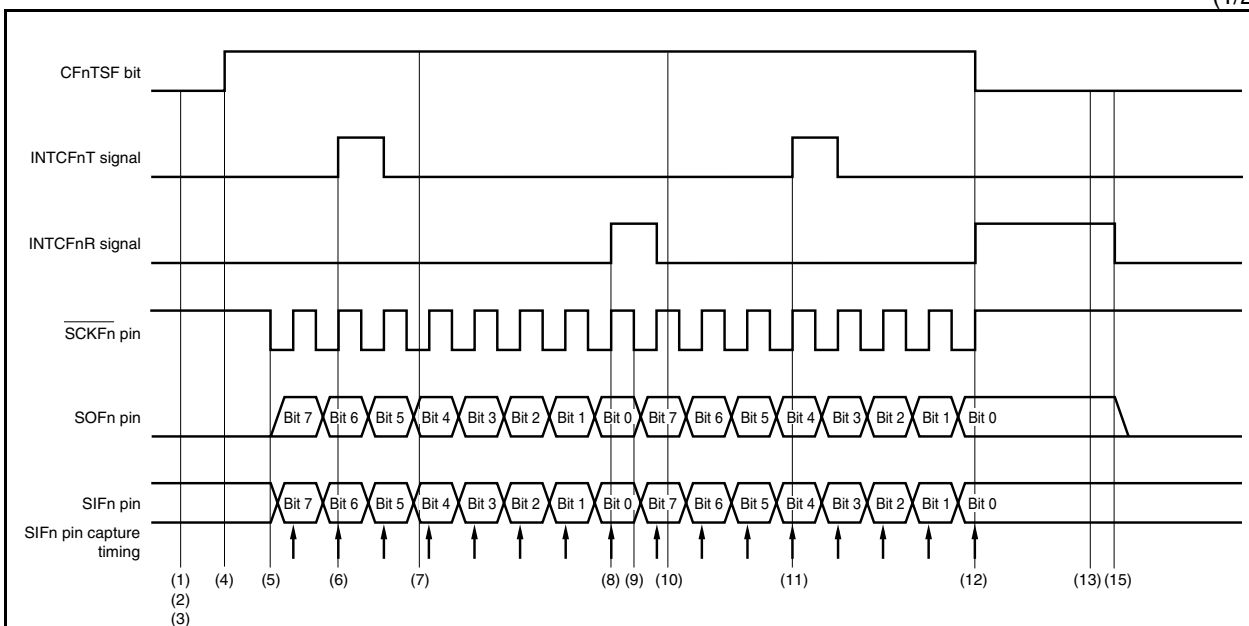 (1/2
CFnTSF bit
INTCFnT signal
INTCFnR signal
SCKFn pin
SOFn pin
Bit 7 Bit 6 Bit 5 Bit 4 Bit 3 Bit 2 Bit 1 Bit 0 Bit 7 Bit 6 Bit 5 Bit 4 Bit 3 Bit 2 Bit 1 Bit 0
SIFn pin
Bit 7 Bit 6 Bit 5 Bit 4 Bit 3 Bit 2 Bit 1 Bit 0 Bit 7 Bit 6 Bit 5 Bit 4 Bit 3 Bit 2 Bit 1 Bit 0
SIFn pin capture
timing
(1) (4) (5) (6) (7) (8) (9) (10) (11) (12) (13) (15)
(2)
(3)